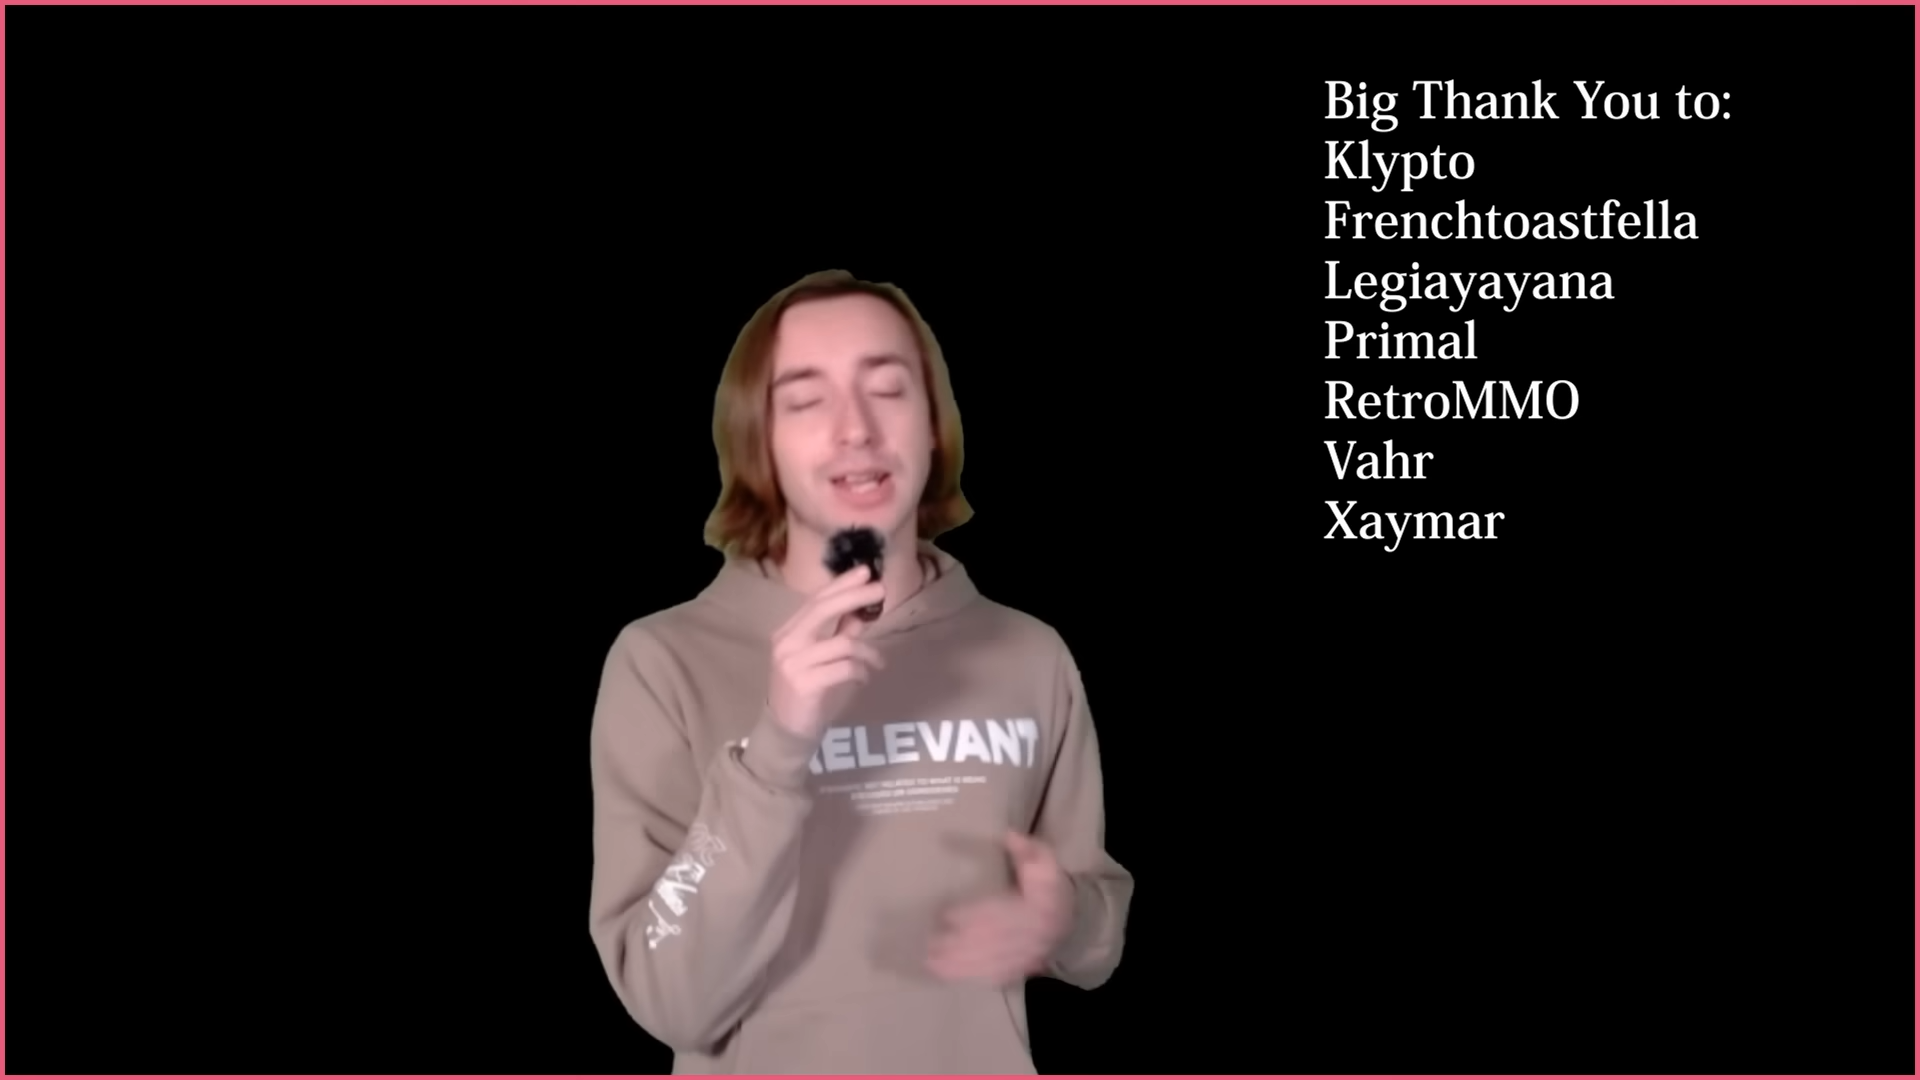 Big Thank You to:
Klypto
Frenchtoastfella
Legiayayana
Primal
RetroMMO
Vahr
Xaymar
RELEVANT